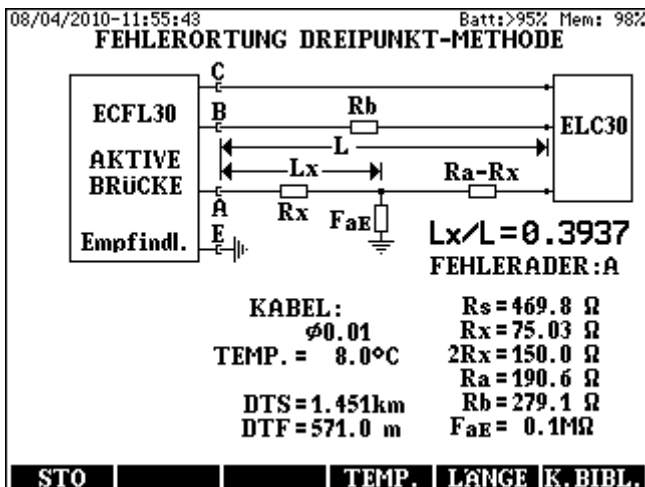 08/04/2010-11:55:43 Batt:>95% Mem: 98%
FEHLERORTUNG DREIPUNKT-METHODE
C
ECFL30
B
Rb
ELC30
L
AKTIVE
BRÜCKE
Lx
Ra-Rx
A
Rx
FaE
Empfindl.
E
Lx/L=0.3937
FEHLERADER:A
KABEL:
ø0.01
TEMP.= 8.0ºC
DTS=1.451km
DTF=571.0 m
Rs=469.8 Ω
Rx=75.03 Ω
2Rx=150.0 Ω
Ra=190.6 Ω
Rb=279.1 Ω
FaE= 0.1MΩ
STO TEMP. LÄNGE K.BIBL.